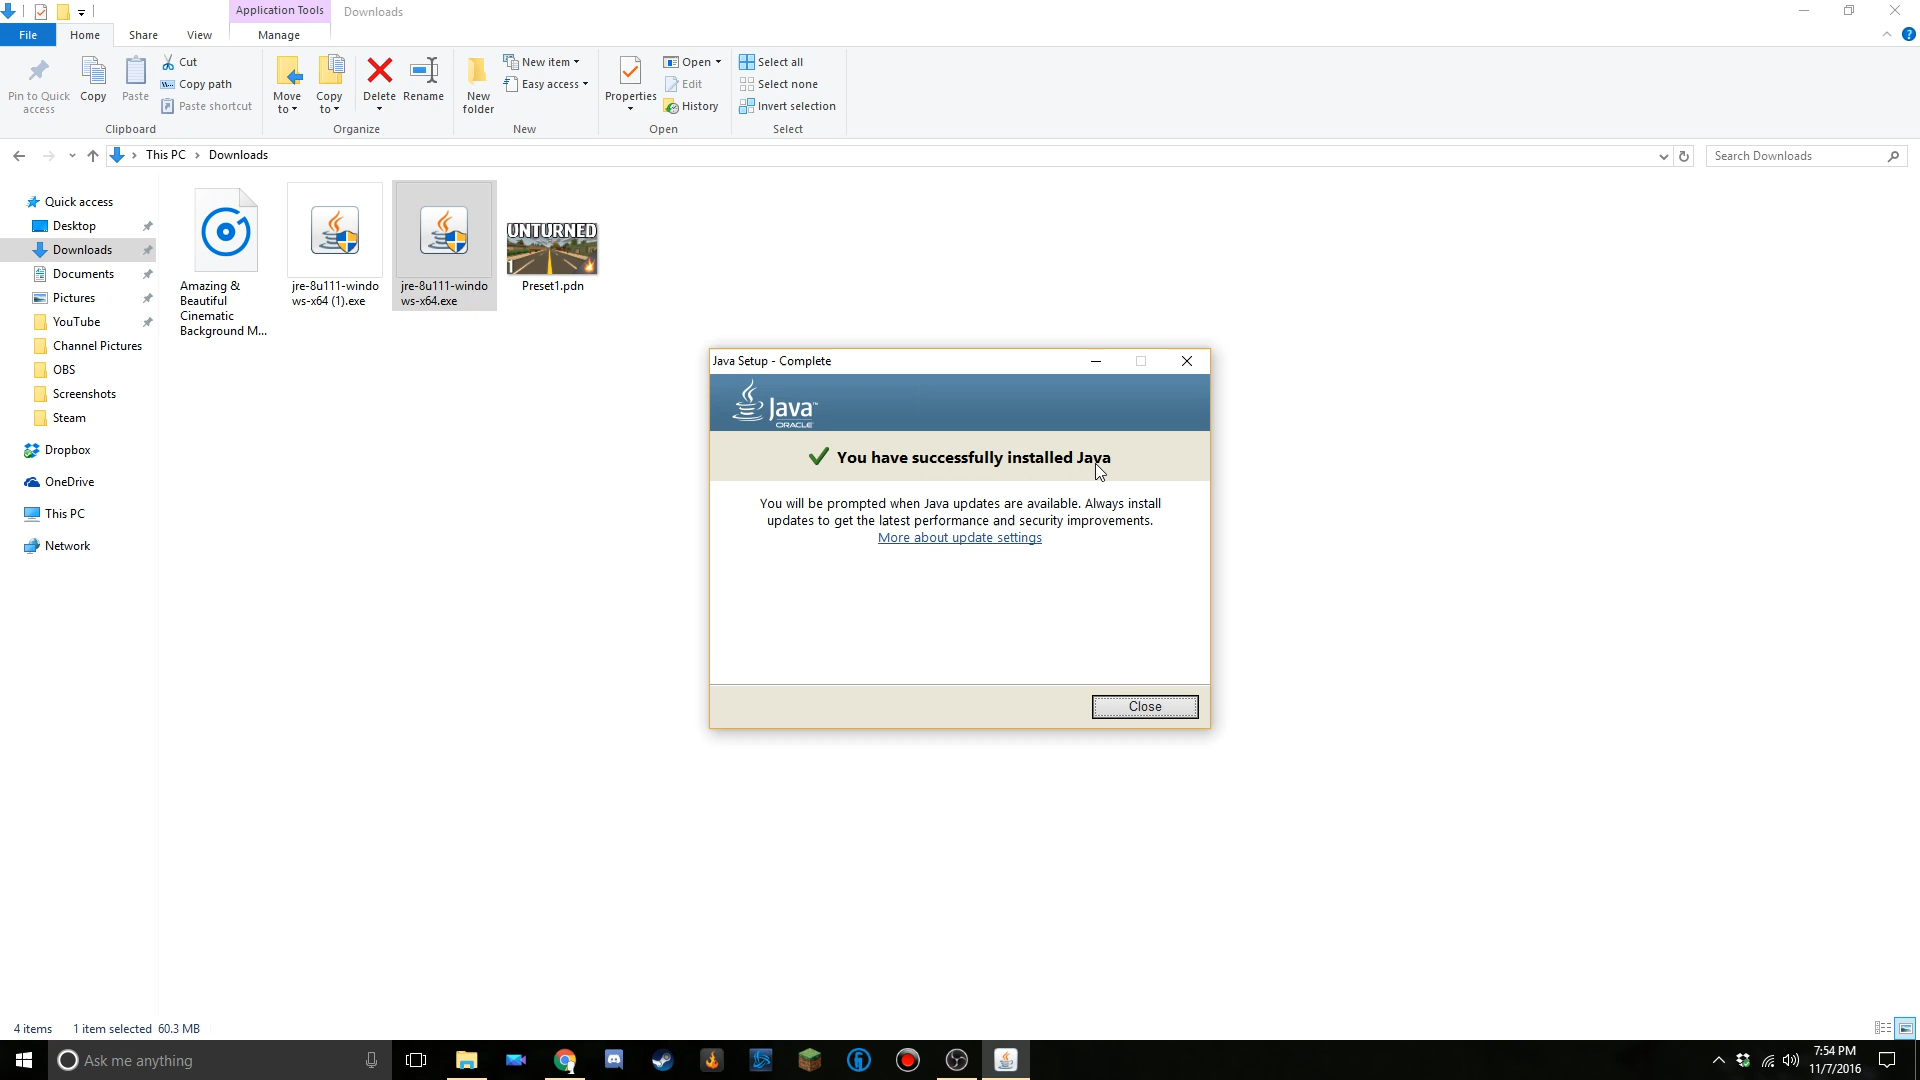 Application Tools
Downloads
File
Home
Share
View
Manage
Pin to Quick
access
Copy
Paste
Cut
Copy path
Paste shortcut
Clipboard
Move
to
Copy
to
Delete
Rename
Organize
New
folder
New item
Easy access
New
Properties
Open
Edit
History
Open
Select all
Select none
Invert selection
Select
This PC
Downloads
Search Downloads
Quick access
Desktop
Downloads
Documents
Pictures
YouTube
Channel Pictures
OBS
Screenshots
Steam
Dropbox
OneDrive
This PC
Network
Amazing &
Beautiful
Cinematic
Background M...
jre-8u111-windo
ws-x64 (1).exe
jre-8u111-windo
ws-x64.exe
UNTURNED
1
Preset1.pdn
Java Setup - Complete
Java™
ORACLE
You have successfully installed Java
You will be prompted when Java updates are available. Always install
updates to get the latest performance and security improvements.
More about update settings
Close
4 items
1 item selected 60.3 MB
Ask me anything
7:54 PM
11/7/2016